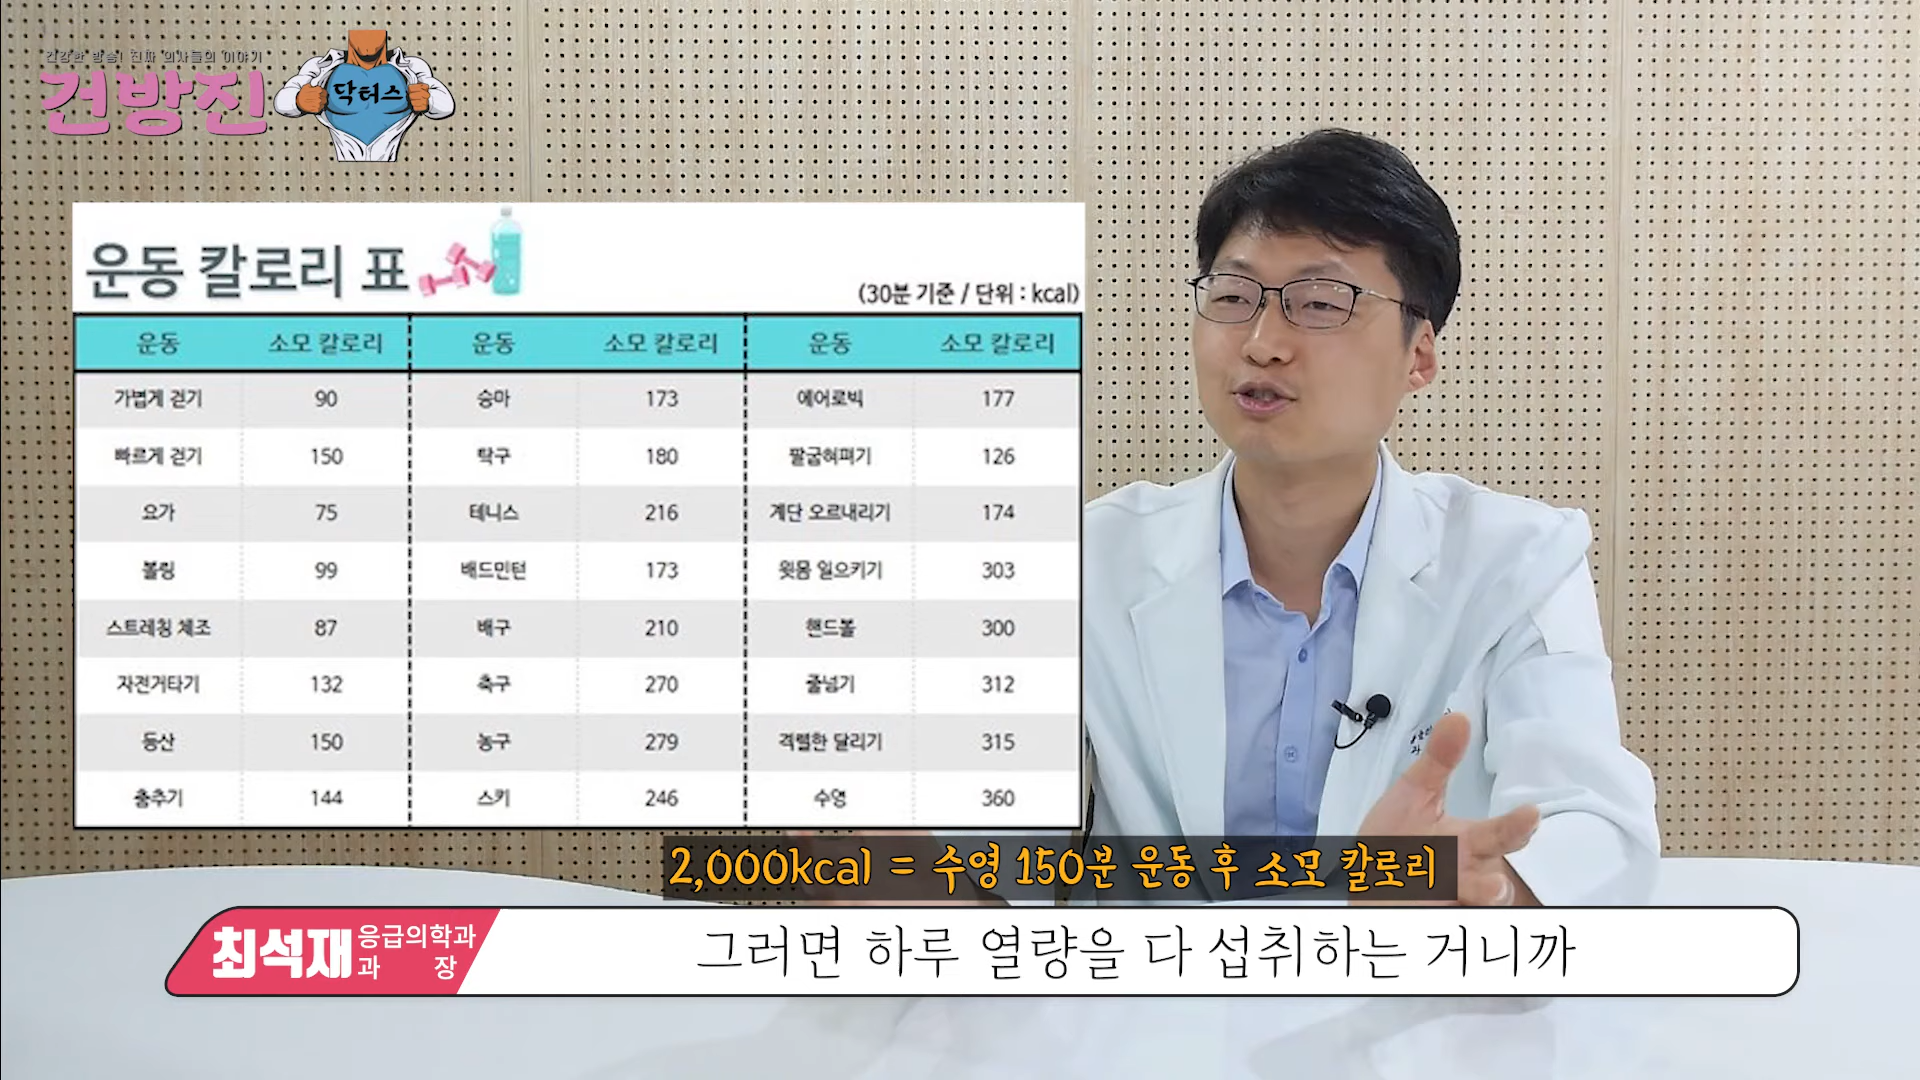 건강한 방송! 진짜 의사들의 이야기
건방진
닥터스
운동 칼로리 표
(30분 기준 / 단위 : kcal)
운동 소모 칼로리 운동 소모 칼로리 운동 소모 칼로리
가볍게 걷기 90 승마 173 에어로빅 177
빠르게 걷기 150 탁구 180 팔굽혀펴기 126
요가 75 테니스 216 계단 오르내리기 174
볼링 99 배드민턴 173 윗몸 일으키기 303
스트레칭 체조 87 배구 210 핸드볼 300
자전거타기 132 축구 270 줄넘기 312
등산 150 농구 279 격렬한 달리기 315
춤추기 144 스키 246 수영 360
2,000kcal = 수영 150분 운동 후 소모 칼로리
최석재 응급의학과
과 장
그러면 하루 열량을 다 섭취하는 거니까